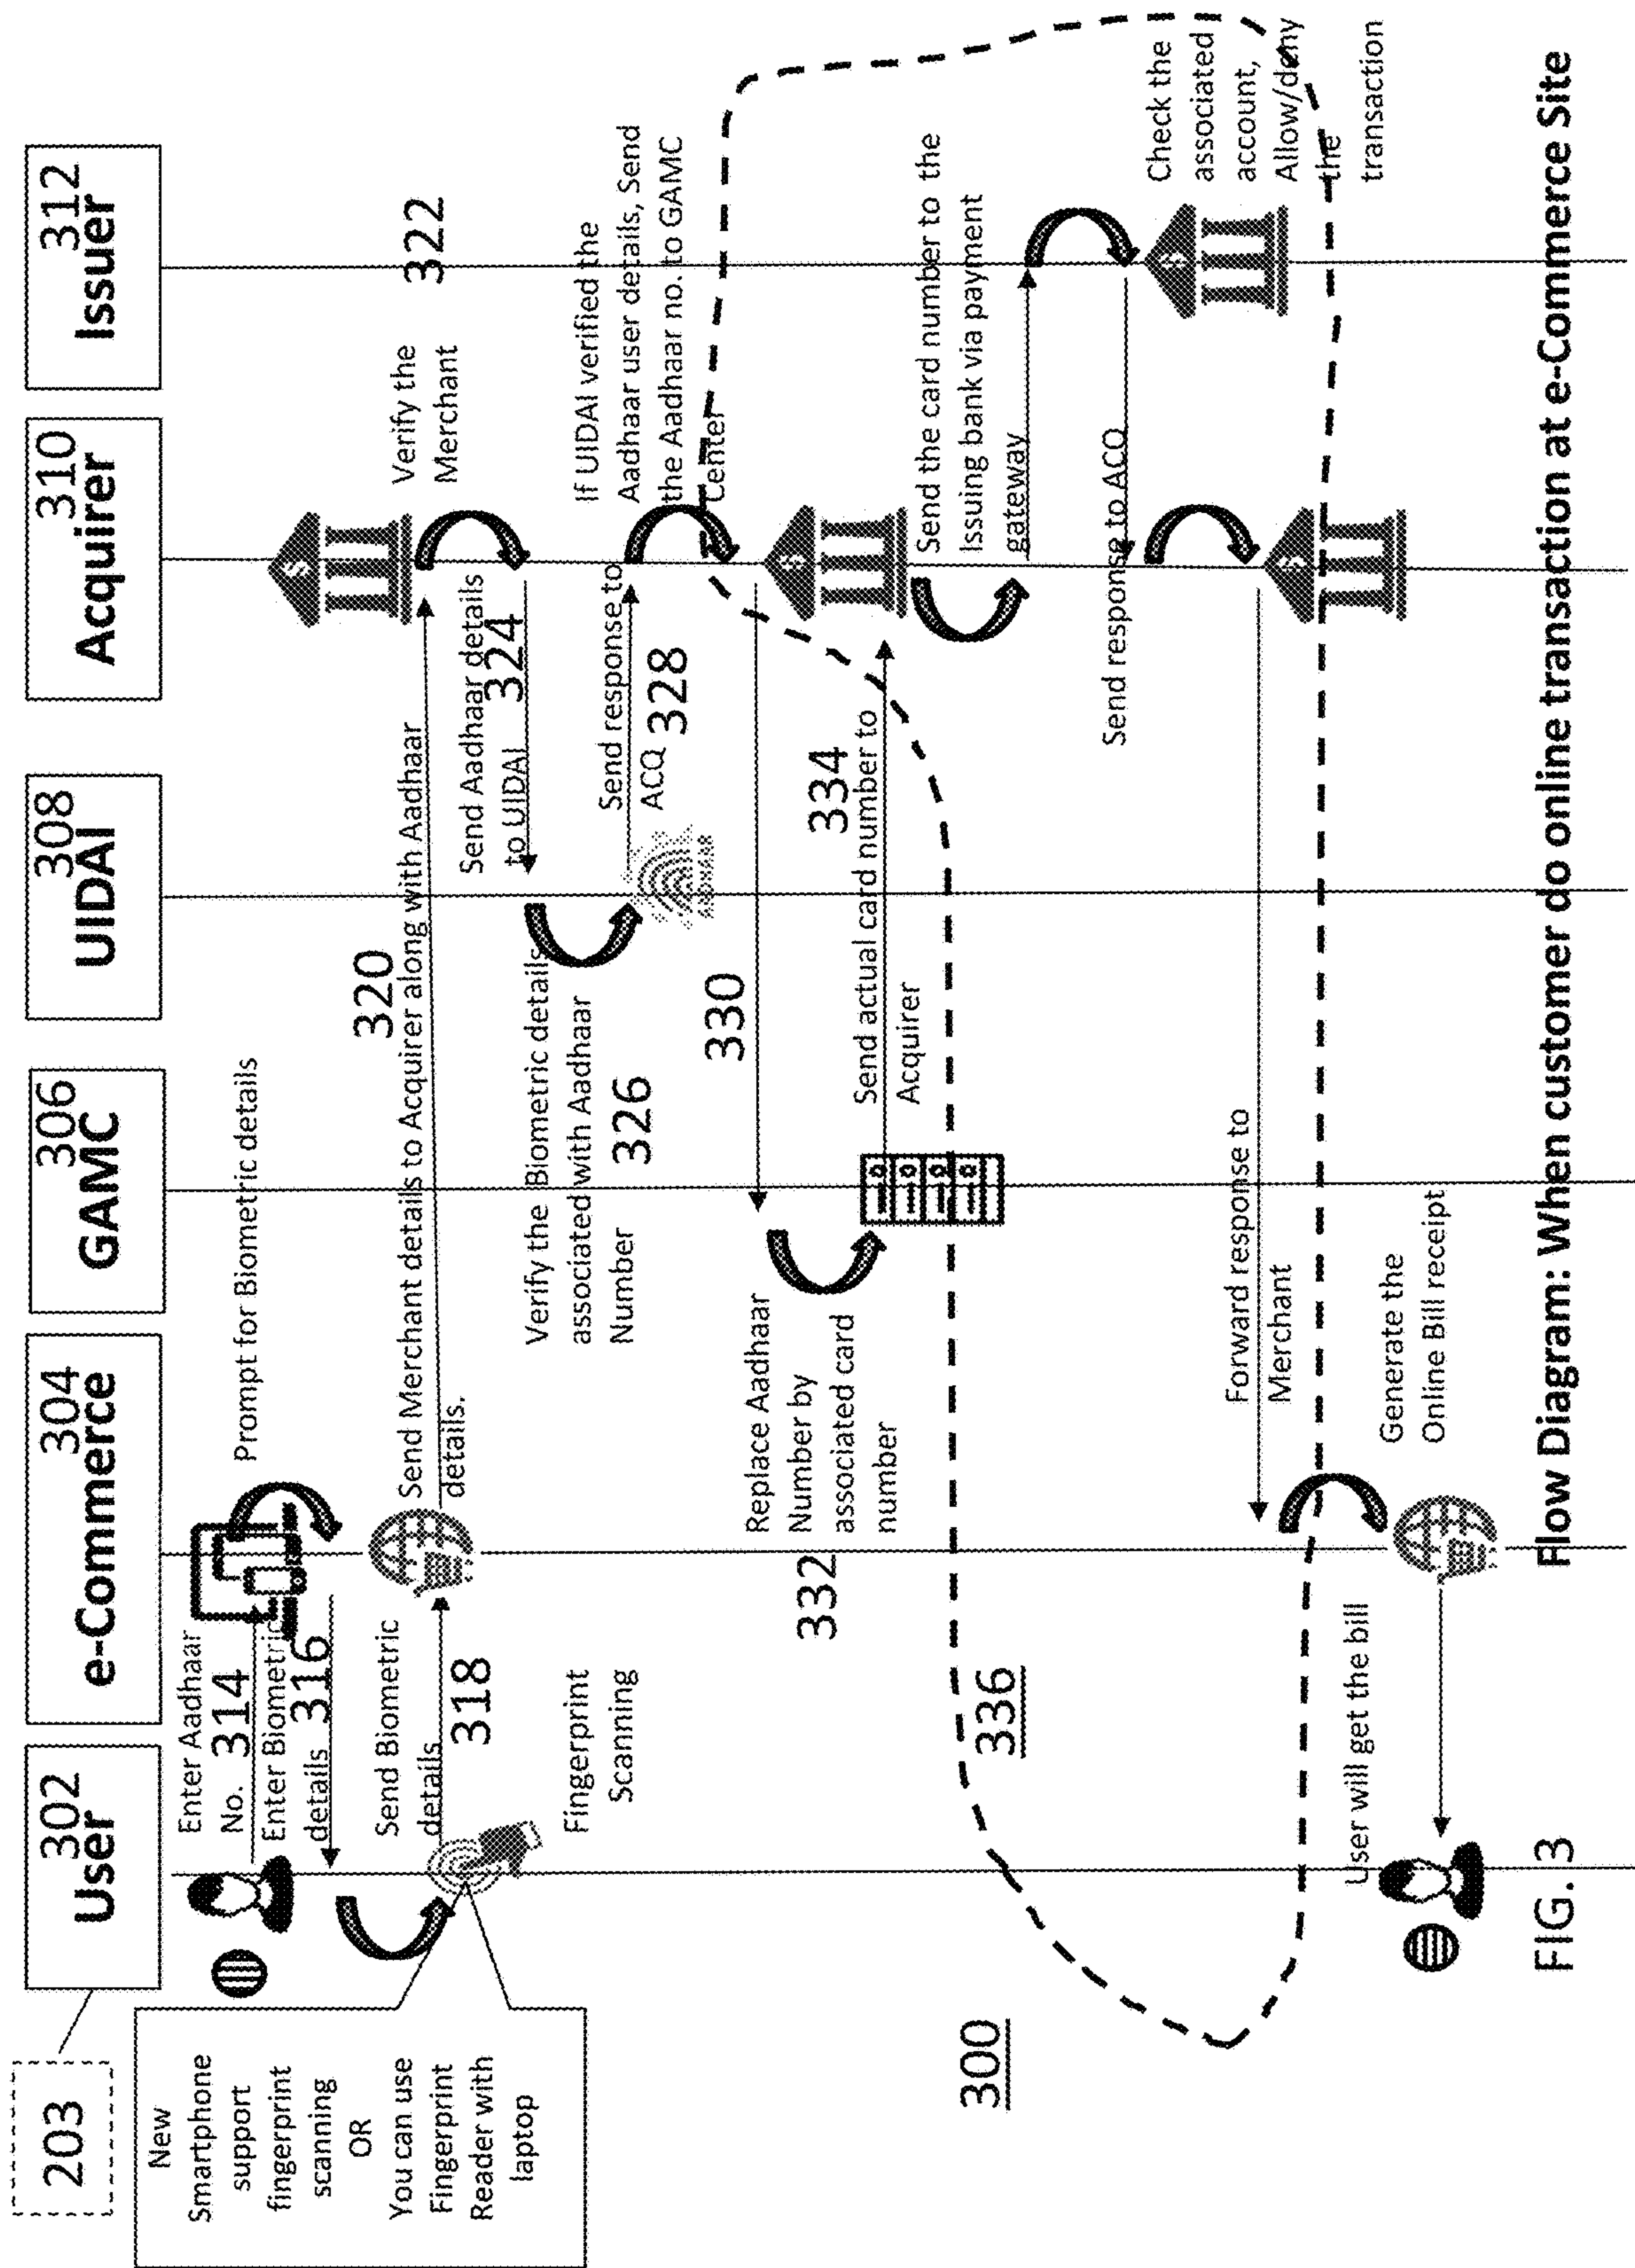 203
302
User
304
e-Commerce
306
GAMC
308
UIDAI
310
Acquirer
312
Issuer
New
Smartphone
support
fingerprint
scanning
OR
You can use
Fingerprint
Reader with
laptop
Enter Aadhaar
No. 314
Enter Biometric
details 316
Prompt for Biometric details
Send Biometric
details
318
Fingerprint
Scanning
320
Send Merchant details to Acquirer along with Aadhaar
details.
Verify the
Merchant
322
Send Aadhaar details
to UIDAI 324
Verify the Biometric details
associated with Aadhaar
Number
326
Send response to
ACQ 328
AADHAAR
If UIDAI verified the
Aadhaar user details, Send
the Aadhaar no. to GAMC
Center
330
Replace Aadhaar
Number by
associated card
number
332
334
Send actual card number to
Acquirer
Send the card number to the
Issuing bank via payment
gateway
Check the
associated
account,
Allow/deny
the
transaction
Send response to ACQ
336
Forward response to
Merchant
Generate the
Online Bill receipt
User will get the bill
300
FIG. 3
Flow Diagram: When customer do online transaction at e-Commerce Site